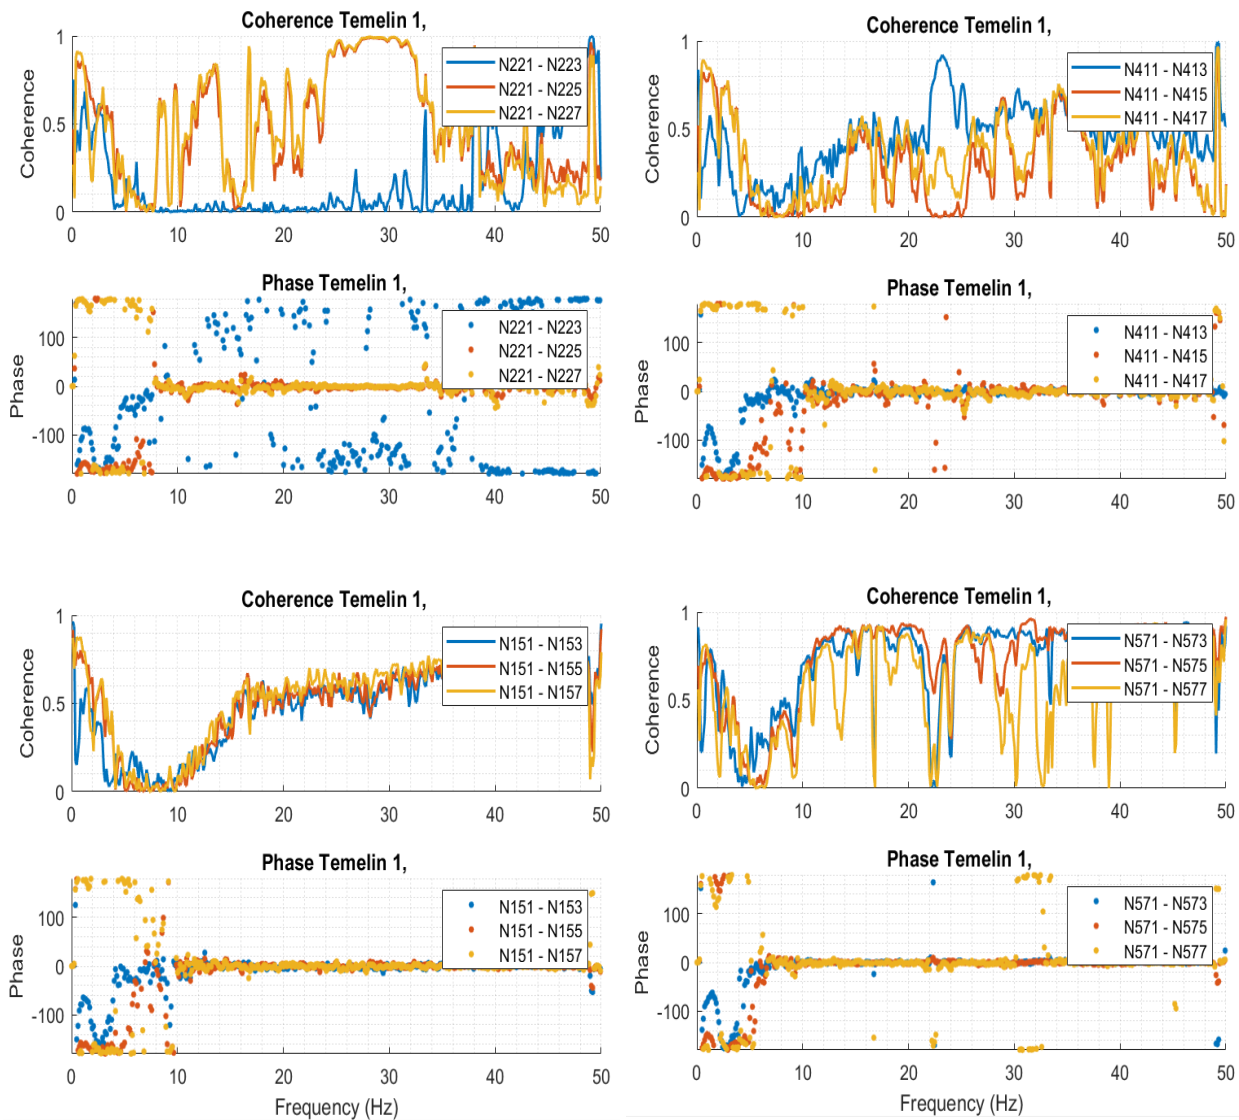 Coherence Temelin 1,
Coherence
1
0.5
0
N221 - N223
N221 - N225
N221 - N227
0 10 20 30 40 50
Phase Temelin 1,
Phase
100
0
-100
N221 - N223
N221 - N225
N221 - N227
0 10 20 30 40 50
Coherence Temelin 1,
Coherence
1
0.5
0
N411 - N413
N411 - N415
N411 - N417
0 10 20 30 40 50
Phase Temelin 1,
Phase
100
0
-100
N411 - N413
N411 - N415
N411 - N417
0 10 20 30 40 50
Coherence Temelin 1,
Coherence
1
0.5
0
N151 - N153
N151 - N155
N151 - N157
0 10 20 30 40 50
Phase Temelin 1,
Phase
100
0
-100
N151 - N153
N151 - N155
N151 - N157
0 10 20 30 40 50
Frequency (Hz)
Coherence Temelin 1,
Coherence
1
0.5
0
N571 - N573
N571 - N575
N571 - N577
0 10 20 30 40 50
Phase Temelin 1,
Phase
100
0
-100
N571 - N573
N571 - N575
N571 - N577
0 10 20 30 40 50
Frequency (Hz)